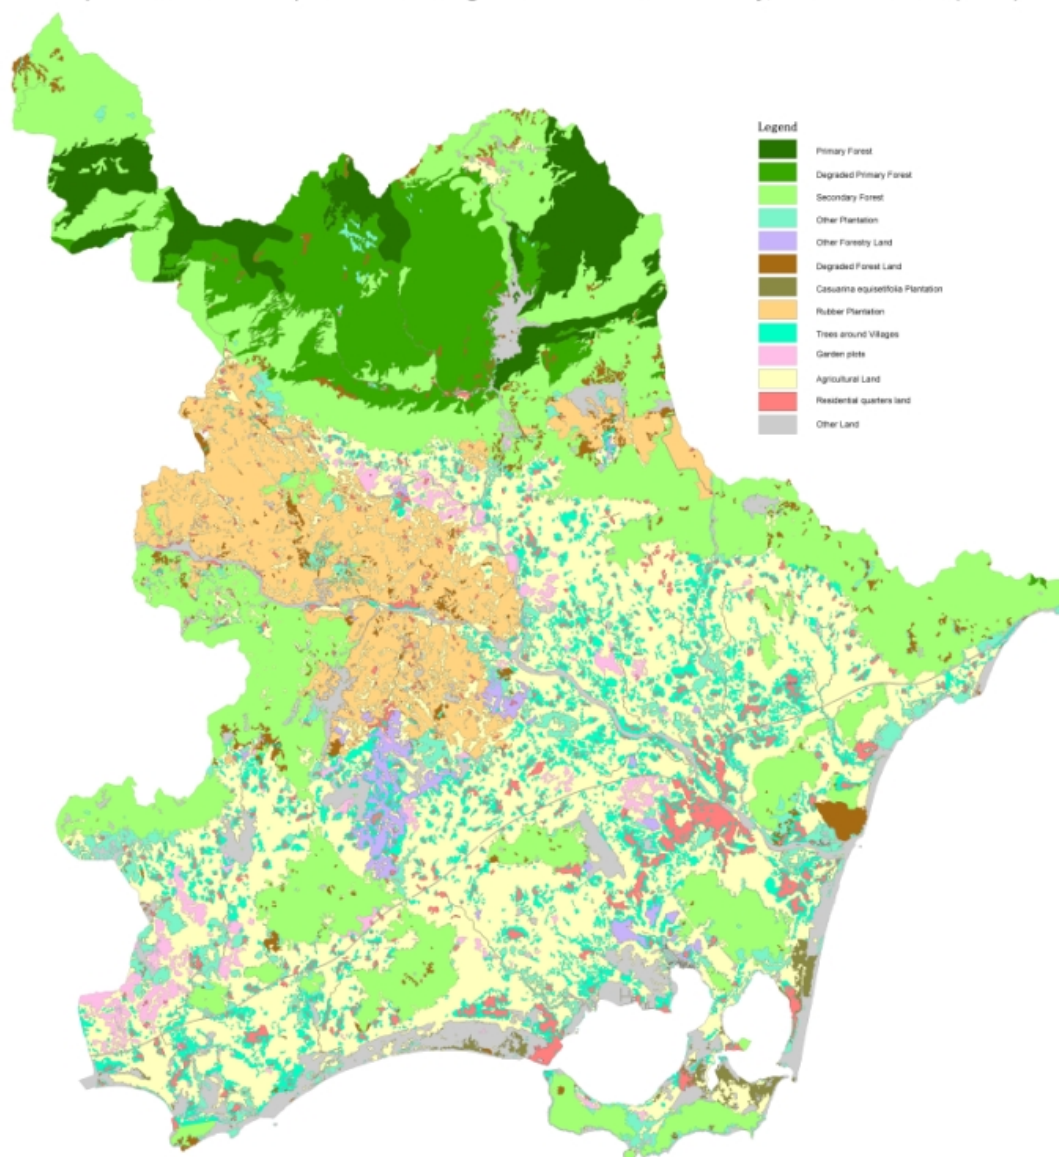 Legend
Primary Forest
Degraded Primary Forest
Secondary Forest
Other Plantation
Other Forestry Land
Degraded Forest Land
Casuarina equisetifolia Plantation
Rubber Plantation
Trees around Villages
Garden plots
Agricultural Land
Residential quarters land
Other Land